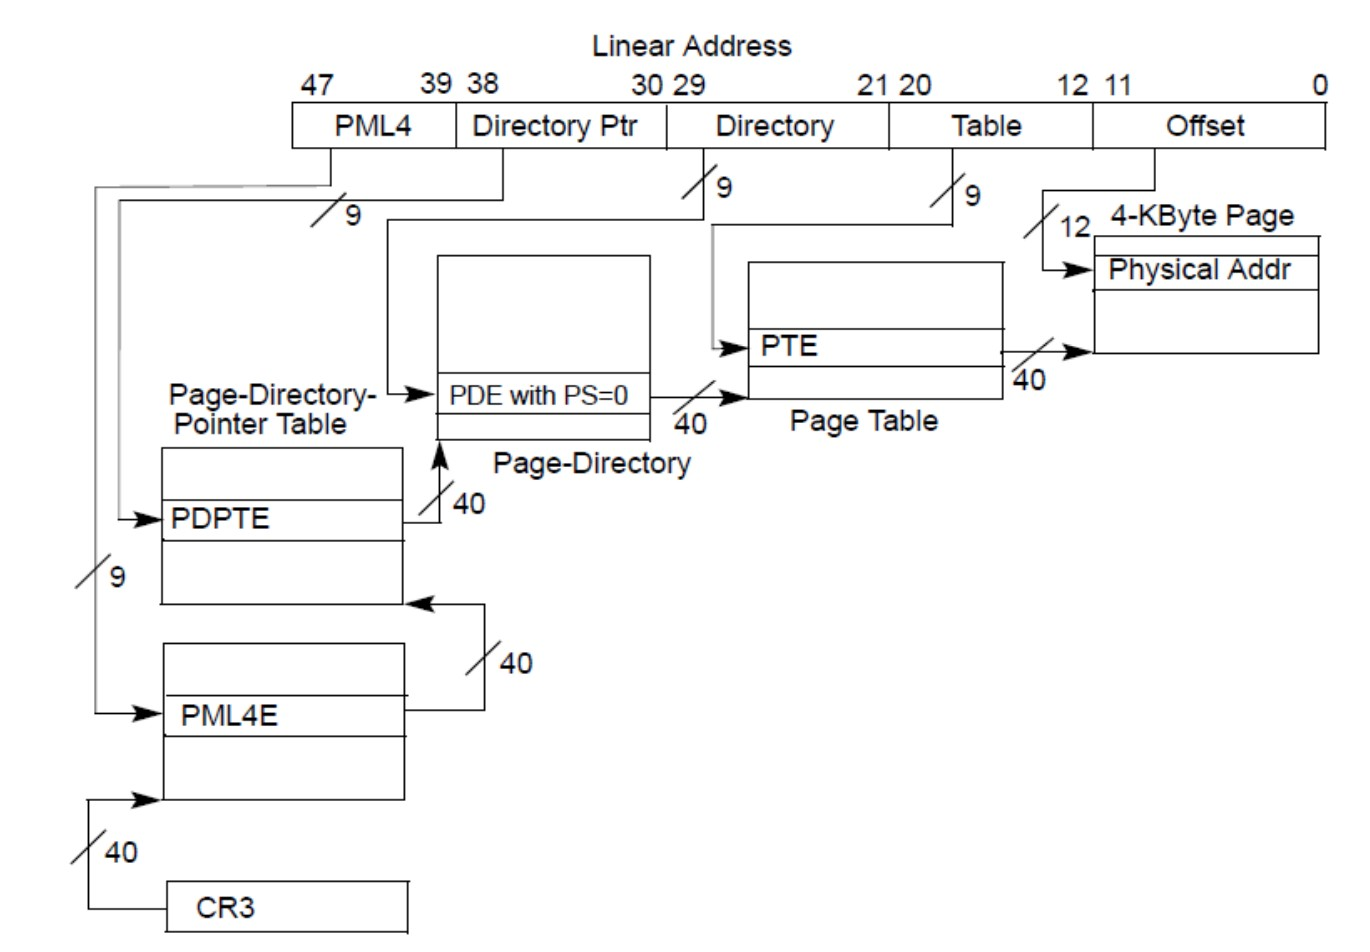 Linear Address
47 39 38 30 29 21 20 12 11 0
PML4 Directory Ptr Directory Table Offset
9
9
9
12
4-KByte Page
Physical Addr
PTE
40
Page-Directory-
Pointer Table
PDE with PS=0
40
Page Table
Page-Directory
40
PDPTE
9
40
PML4E
40
CR3